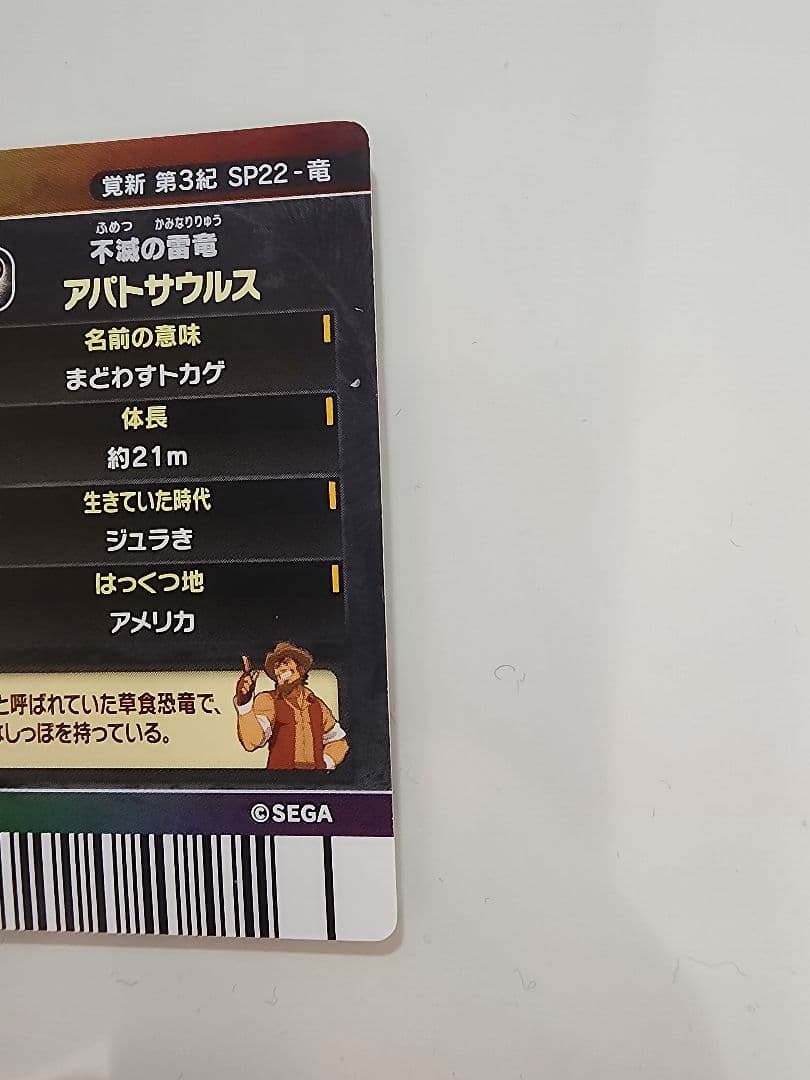 覚新 第3紀 SP22-竜
ふめつ かみなりりゅう
不滅の雷竜
アパトサウルス
名前の意味
まどわすトカゲ
体長
約21m
生きていた時代
ジュラき
はっくつ地
アメリカ
と呼ばれていた草食恐竜で、
しっぽを持っている。
©SEGA